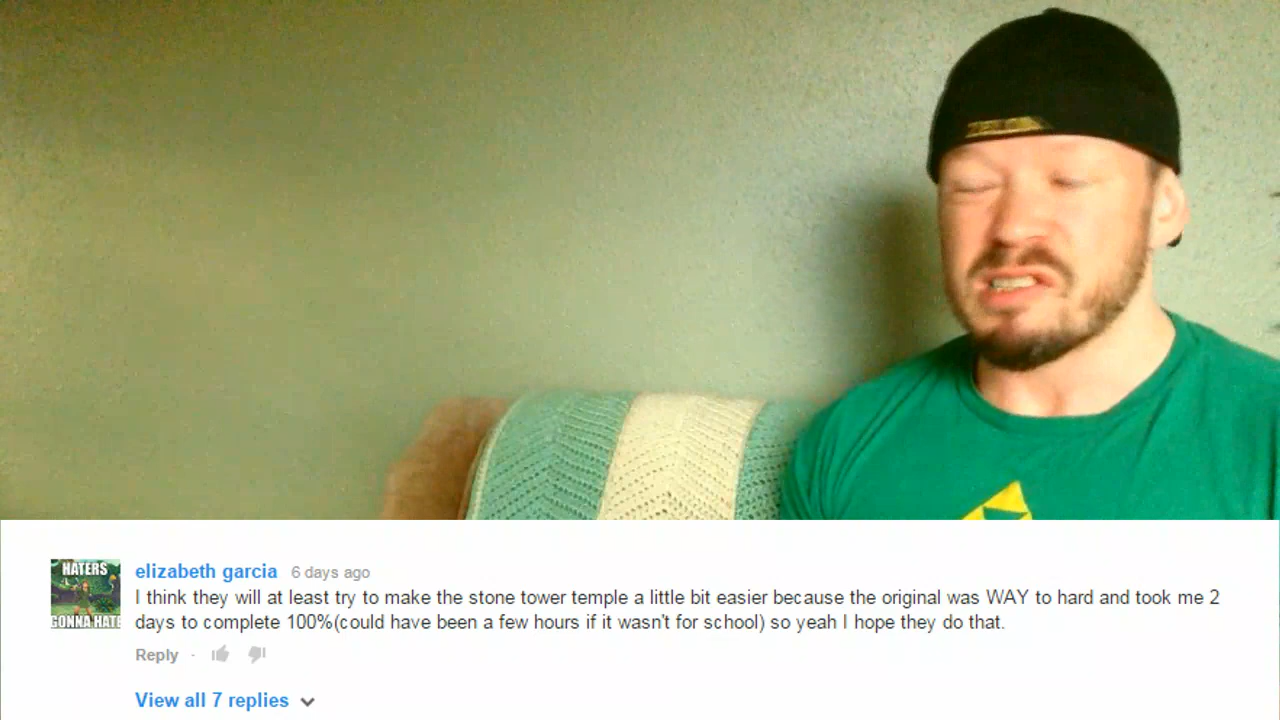 HATERS
GONNA HATE
elizabeth garcia 6 days ago
I think they will at least try to make the stone tower temple a little bit easier because the original was WAY to hard and took me 2
days to complete 100%(could have been a few hours if it wasn't for school) so yeah I hope they do that.
Reply
View all 7 replies